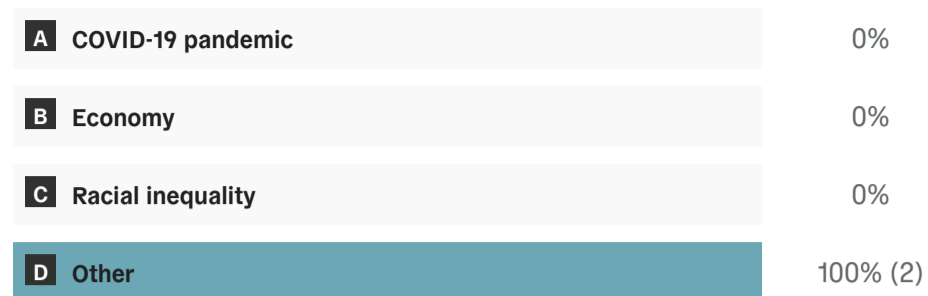 A COVID-19 pandemic 0%
B Economy 0%
C Racial inequality 0%
D Other 100% (2)